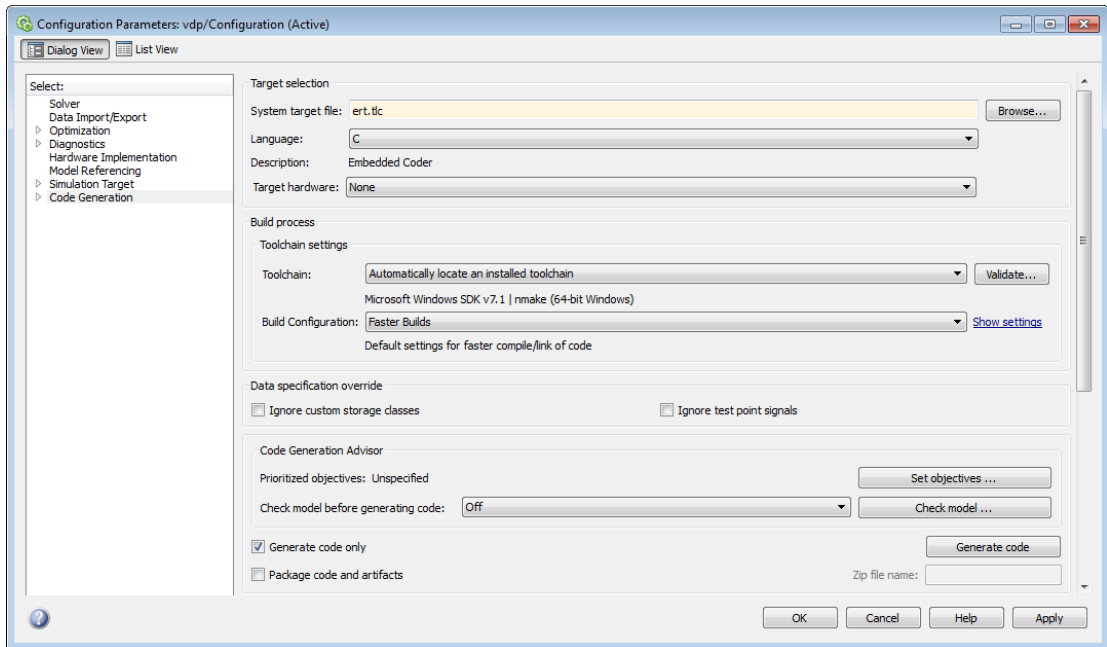 Configuration Parameters: vdp/Configuration (Active)
Dialog View List View
Select:
Solver
Data Import/Export
Optimization
Diagnostics
Hardware Implementation
Model Referencing
Simulation Target
Code Generation
Target selection
System target file: ert.tlc Browse...
Language: C
Description: Embedded Coder
Target hardware: None
Build process
Toolchain settings
Toolchain: Automatically locate an installed toolchain Validate...
Microsoft Windows SDK v7.1 | nmake (64-bit Windows)
Build Configuration: Faster Builds Show settings
Default settings for faster compile/link of code
Data specification override
Ignore custom storage classes Ignore test point signals
Code Generation Advisor
Prioritized objectives: Unspecified Set objectives ...
Check model before generating code: Off Check model ...
Generate code only Generate code
Package code and artifacts Zip file name:
OK Cancel Help Apply